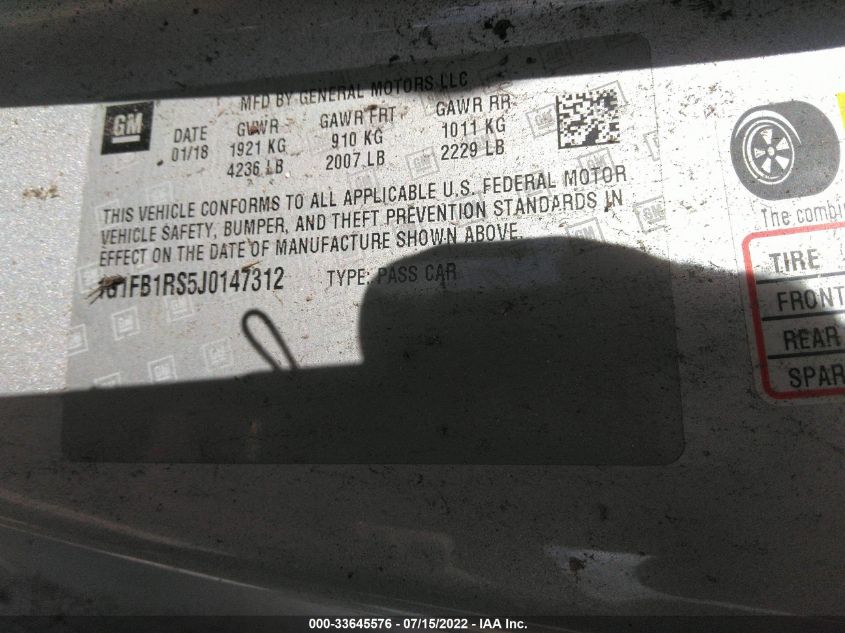 MFD BY GENERAL MOTORS LLC
GM
DATE GVWR GAWR FRT GAWR RR
01/18 1921 KG 910 KG 1011 KG
4236 LB 2007 LB 2229 LB
THIS VEHICLE CONFORMS TO ALL APPLICABLE U.S. FEDERAL MOTOR
VEHICLE SAFETY, BUMPER, AND THEFT PREVENTION STANDARDS IN
EFFECT ON THE DATE OF MANUFACTURE SHOWN ABOVE.
1G1FB1RS5J0147312 TYPE: PASS CAR
The combi
TIRE
FRONT
REAR
SPAR
000-33645576 - 07/15/2022 - IAA Inc.